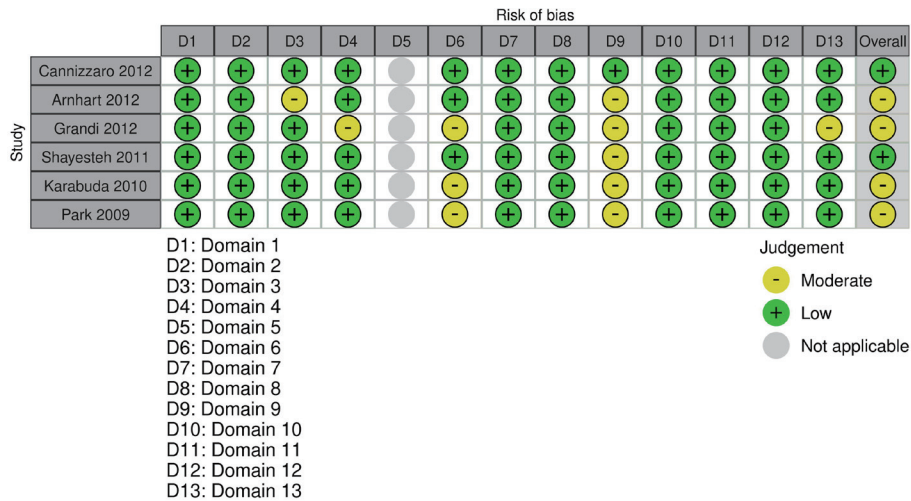 Risk of bias
D1 D2 D3 D4 D5 D6 D7 D8 D9 D10 D11 D12 D13 Overall
Study
Cannizzaro 2012 + + + + + + + + + + + + +
Arnhart 2012 + + - + + + + - + + + + -
Grandi 2012 + + + - - + + - + + + - -
Shayesteh 2011 + + + + + + + - + + + + +
Karabuda 2010 + + + + - + + - + + + + -
Park 2009 + + + + - + + - + + + + -
D1: Domain 1
D2: Domain 2
D3: Domain 3
D4: Domain 4
D5: Domain 5
D6: Domain 6
D7: Domain 7
D8: Domain 8
D9: Domain 9
D10: Domain 10
D11: Domain 11
D12: Domain 12
D13: Domain 13
Judgement
- Moderate
+ Low
Not applicable